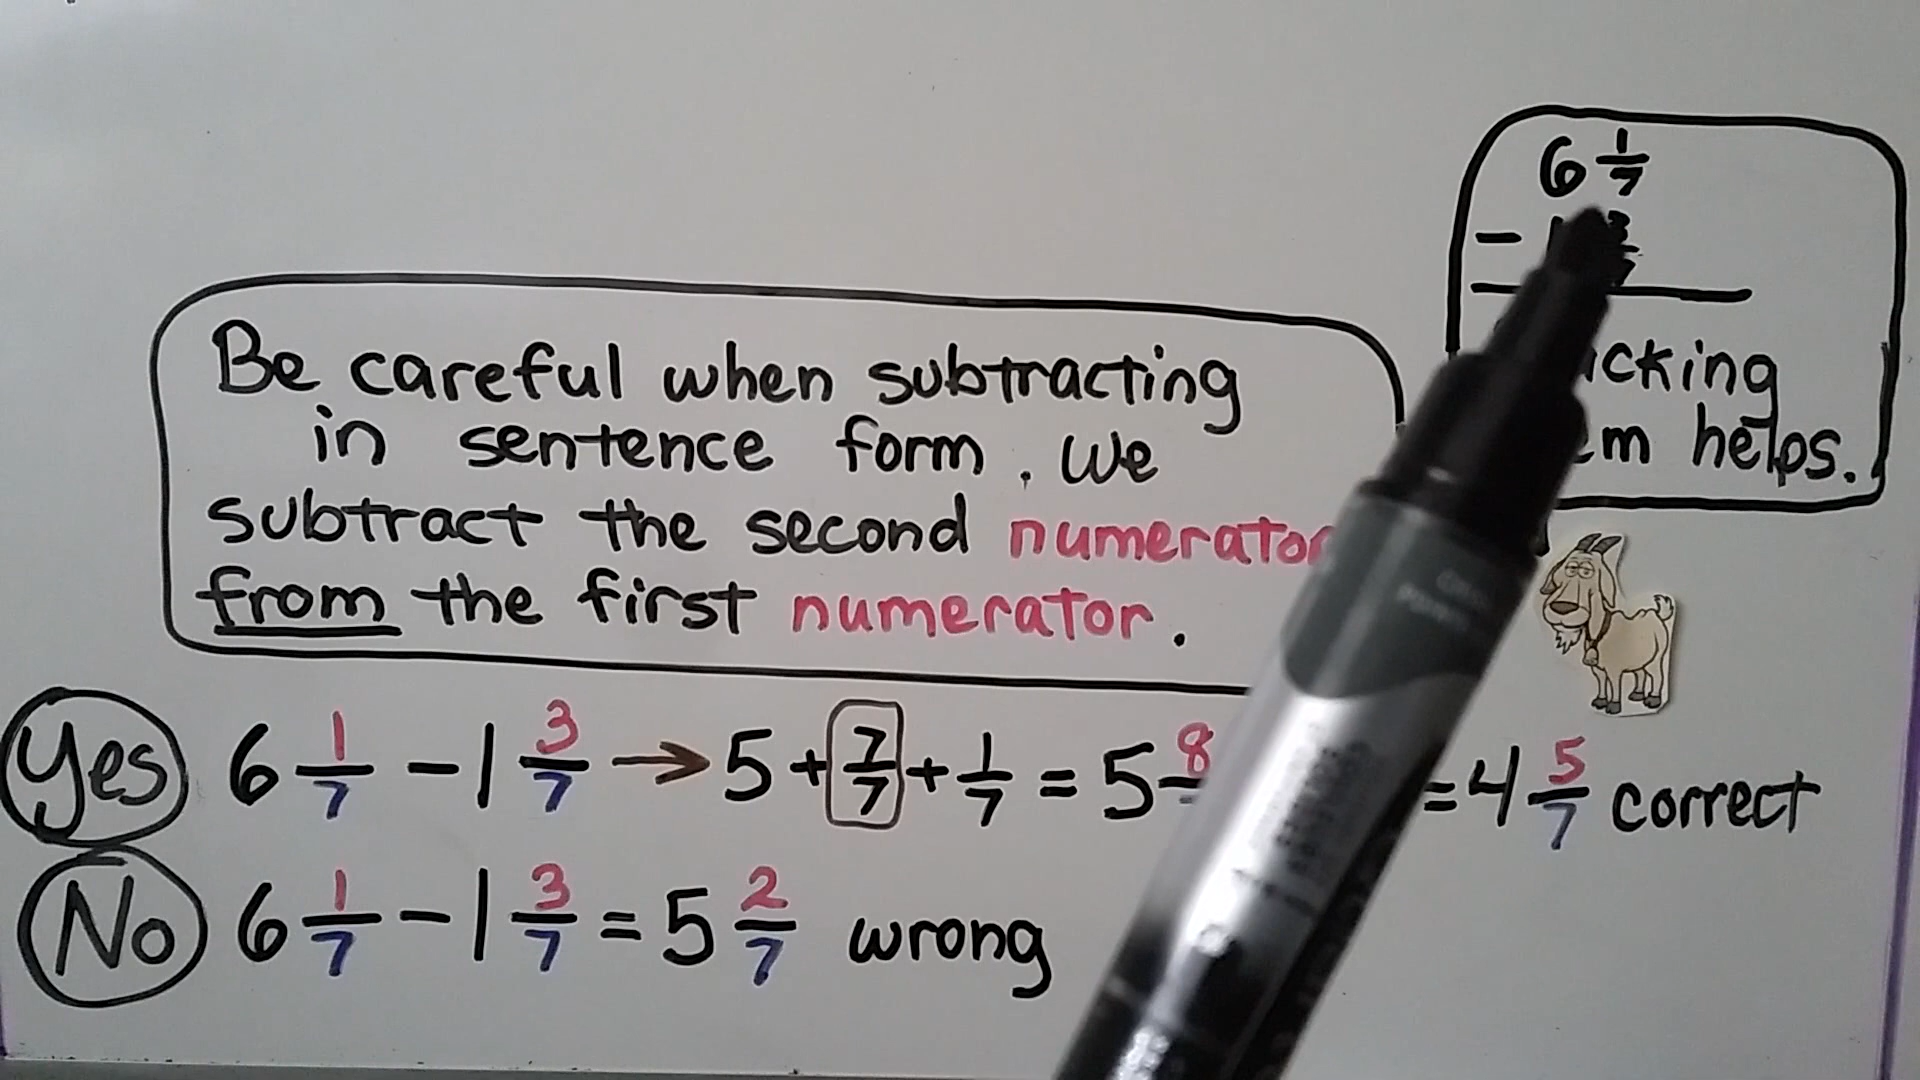 6 1/7
Be careful when subtracting
in sentence form. We
subtract the second numerator
from the first numerator.
helps.
Yes 6 1/7 - 1 3/7 → 5 + 7/7 + 1/7 = 5 8 = 4 5/7 correct
No 6 1/7 - 1 3/7 = 5 2/7 wrong